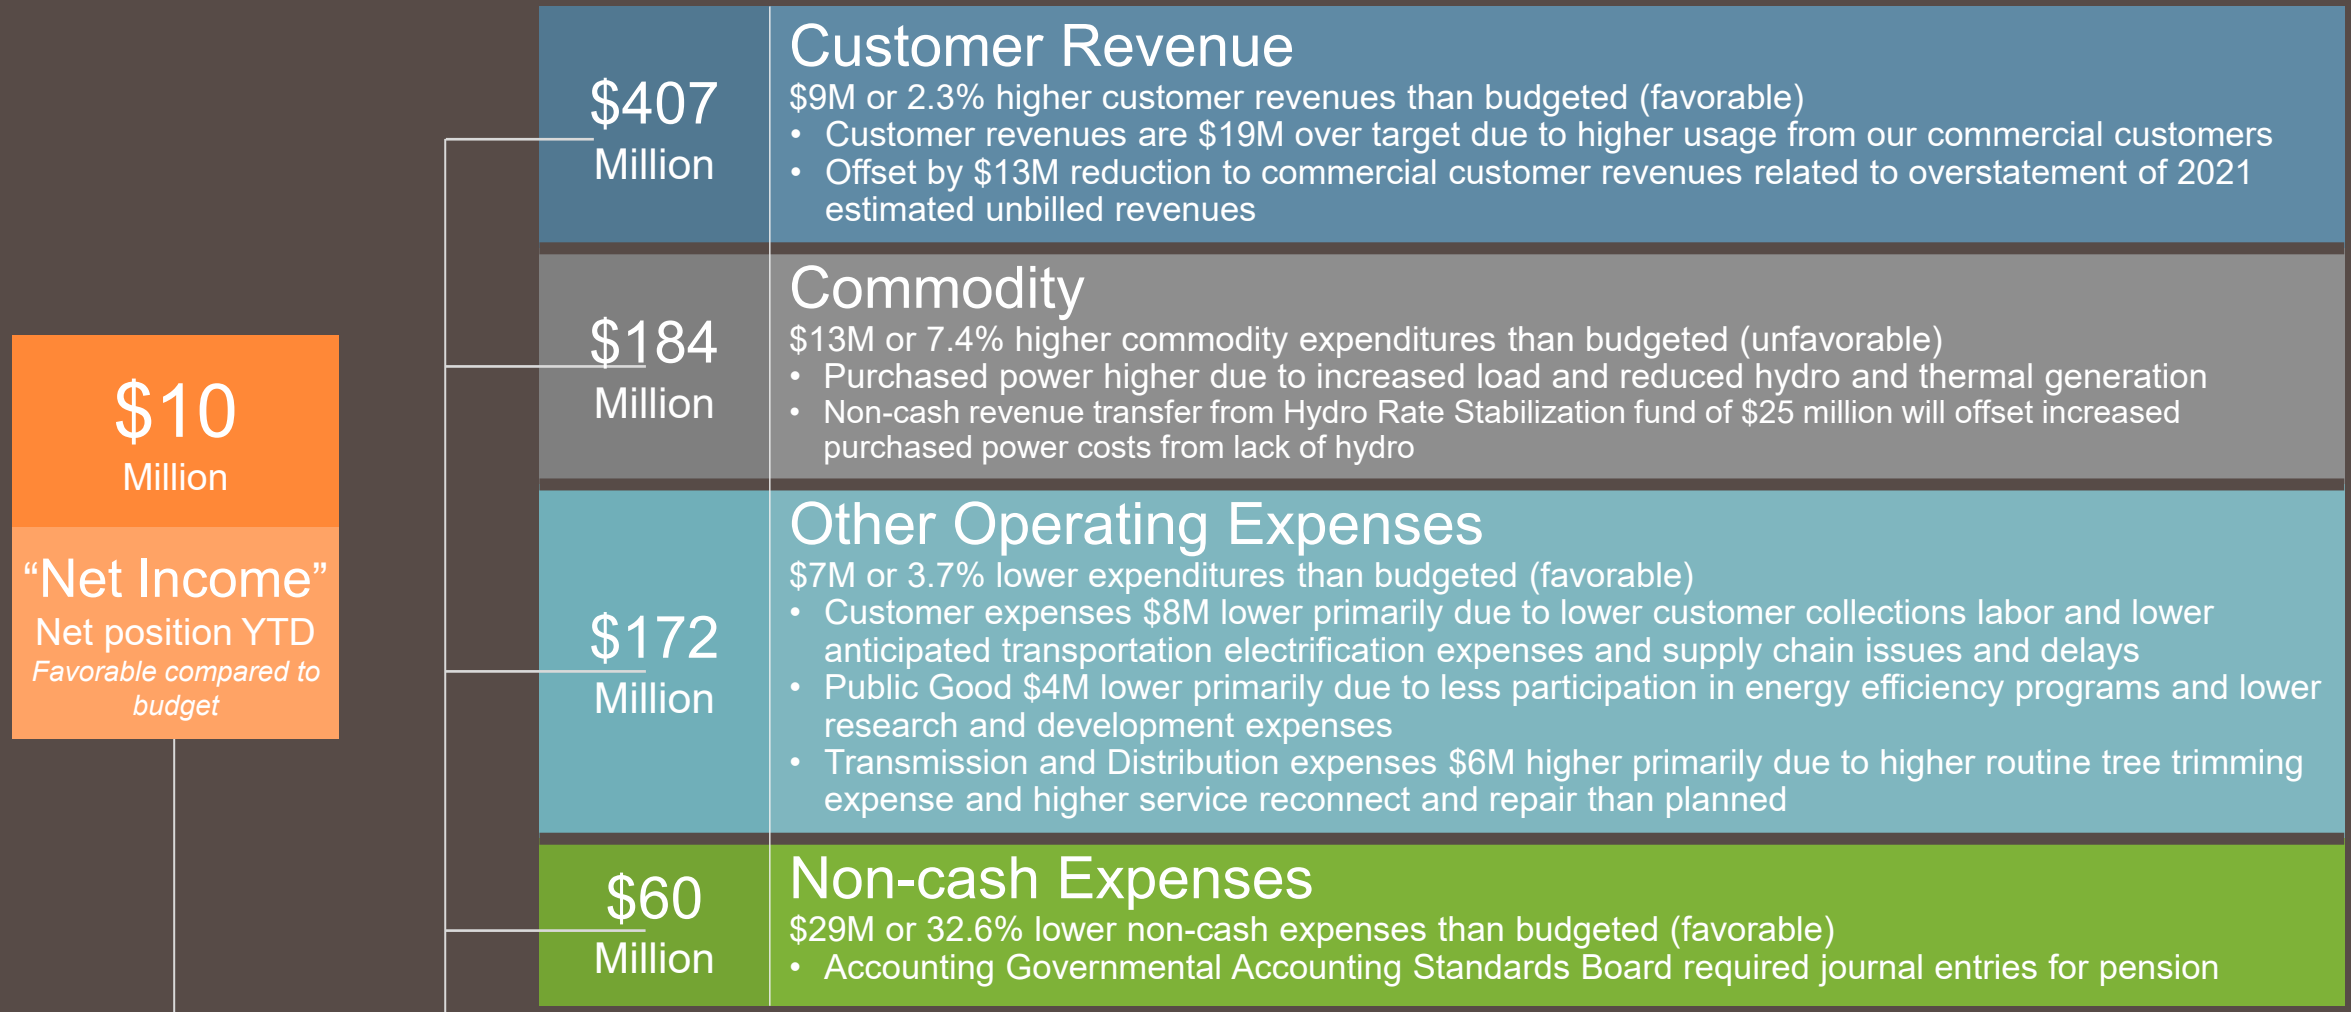 $10
Million
“Net Income”
Net position YTD
Favorable compared to
budget
$407
Million
Customer Revenue
$9M or 2.3% higher customer revenues than budgeted (favorable)
• Customer revenues are $19M over target due to higher usage from our commercial customers
• Offset by $13M reduction to commercial customer revenues related to overstatement of 2021
estimated unbilled revenues
$184
Million
Commodity
$13M or 7.4% higher commodity expenditures than budgeted (unfavorable)
• Purchased power higher due to increased load and reduced hydro and thermal generation
• Non-cash revenue transfer from Hydro Rate Stabilization fund of $25 million will offset increased
purchased power costs from lack of hydro
$172
Million
Other Operating Expenses
$7M or 3.7% lower expenditures than budgeted (favorable)
• Customer expenses $8M lower primarily due to lower customer collections labor and lower
anticipated transportation electrification expenses and supply chain issues and delays
• Public Good $4M lower primarily due to less participation in energy efficiency programs and lower
research and development expenses
• Transmission and Distribution expenses $6M higher primarily due to higher routine tree trimming
expense and higher service reconnect and repair than planned
$60
Million
Non-cash Expenses
$29M or 32.6% lower non-cash expenses than budgeted (favorable)
• Accounting Governmental Accounting Standards Board required journal entries for pension